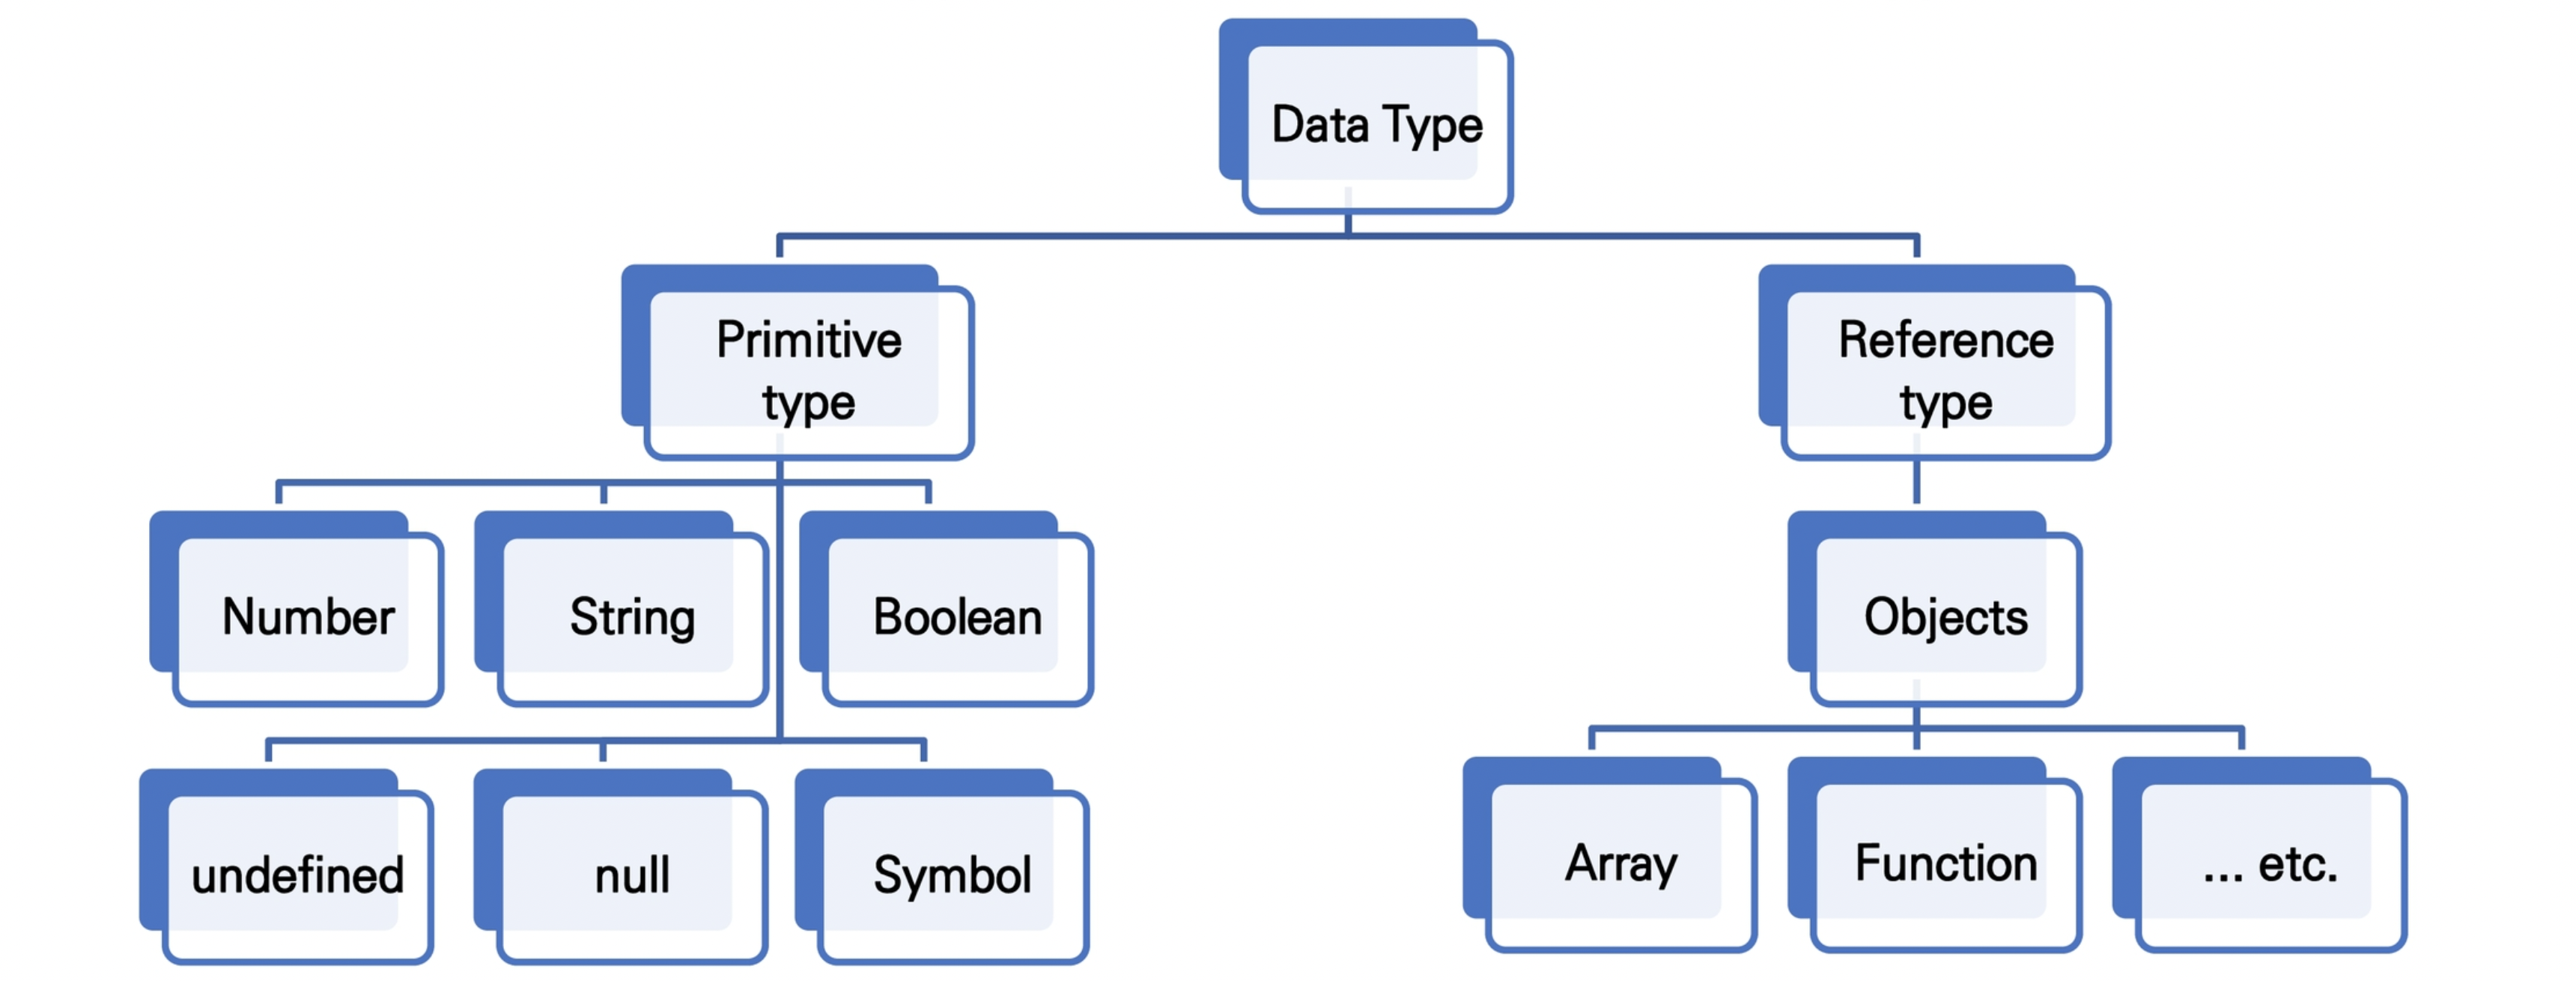 Data Type
Primitive
type
Reference
type
Number
String
Boolean
Objects
undefined
null
Symbol
Array
Function
... etc.